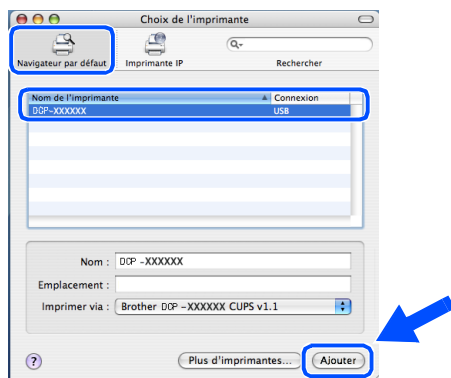 Choix de l'imprimante
Navigateur par défaut
Imprimante IP
Rechercher
Nom de l'imprimante Connexion
DCP-XXXXXX USB
Nom : DCP -XXXXXX
Emplacement :
Imprimer via : Brother DCP -XXXXXX CUPS v1.1
? Plus d'imprimantes... Ajouter